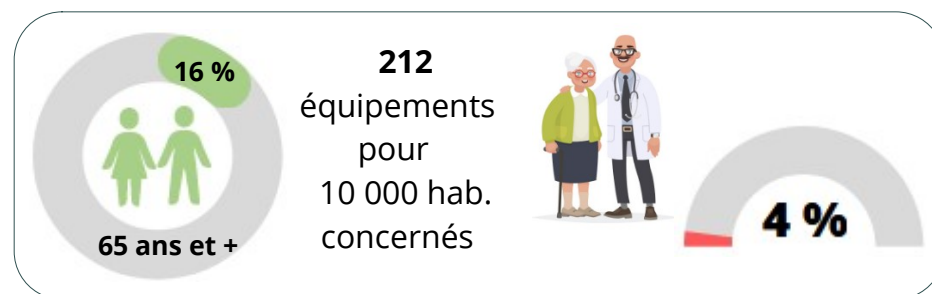 16 %
65 ans et +
212
équipements
pour
10 000 hab.
concernés
4 %